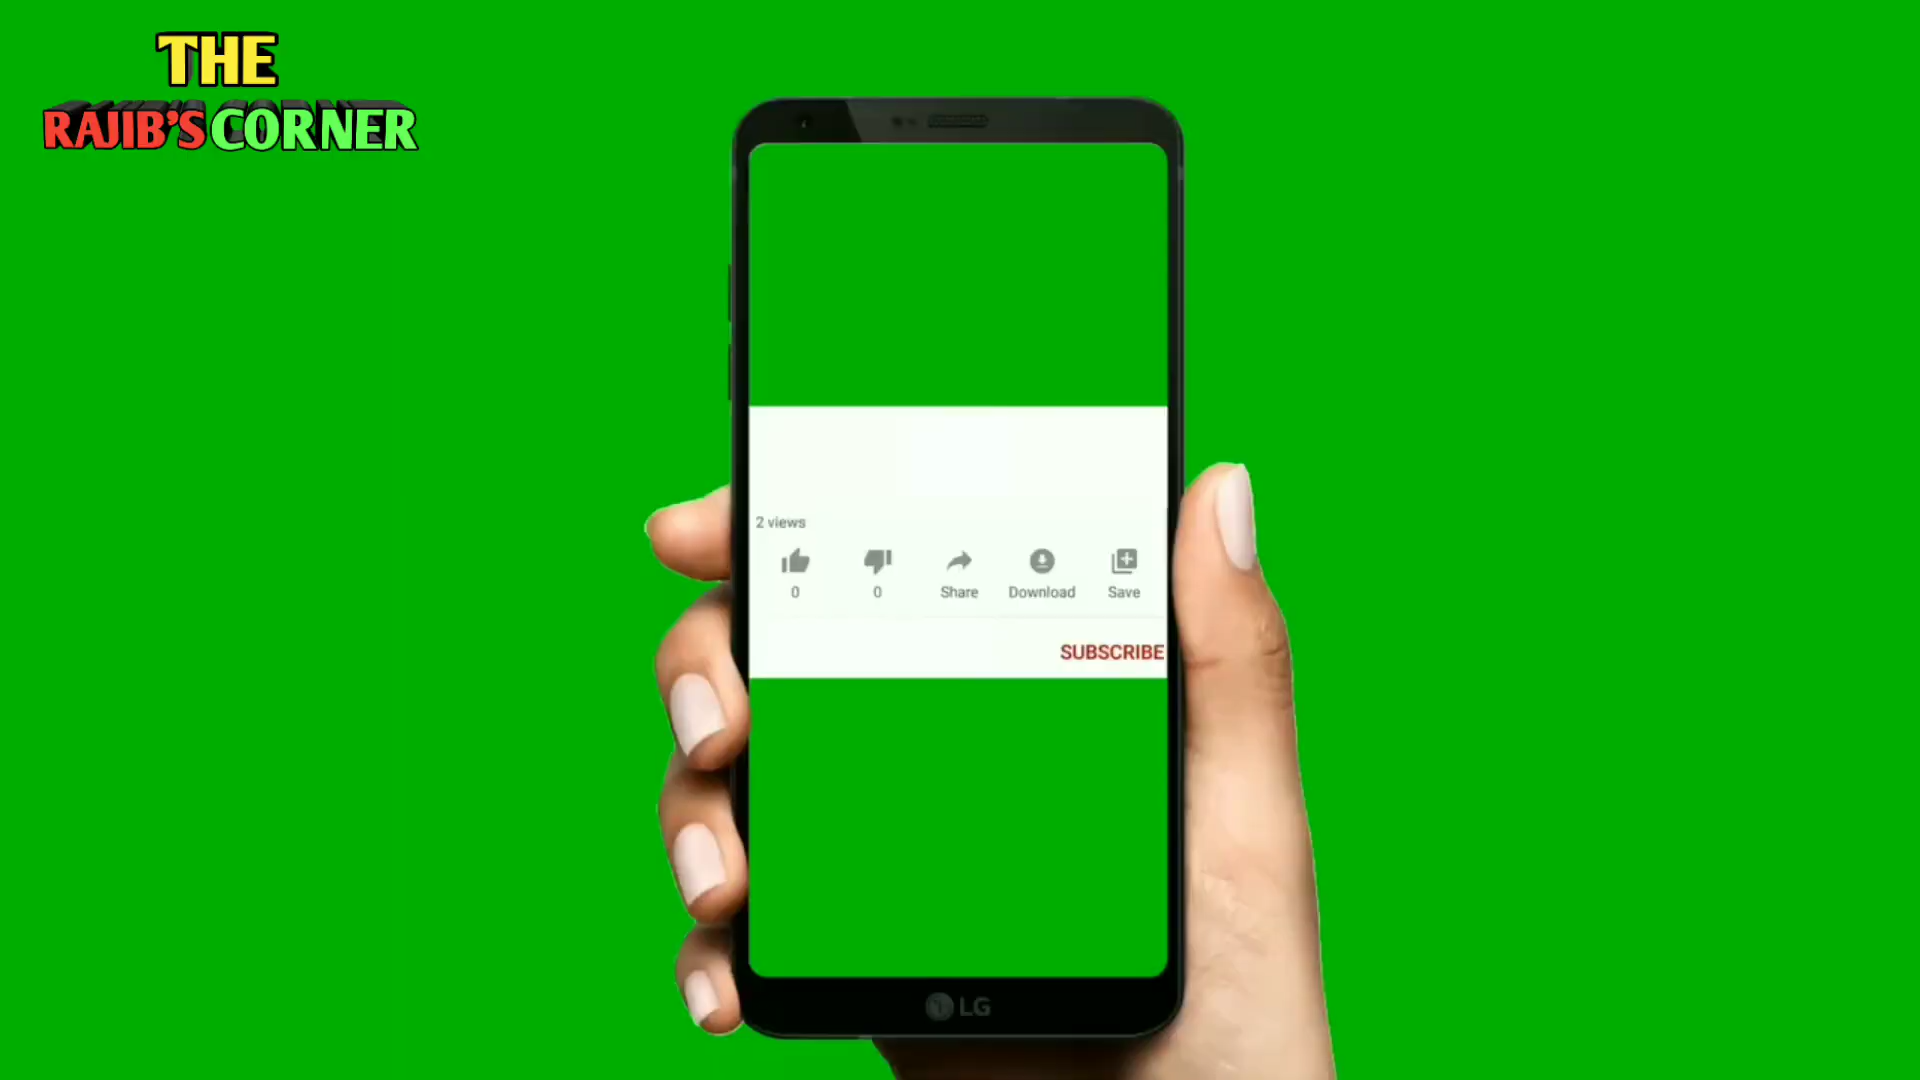 THE
RAJIB'S CORNER
2 views
0 0 Share Download Save
SUBSCRIBE
LG